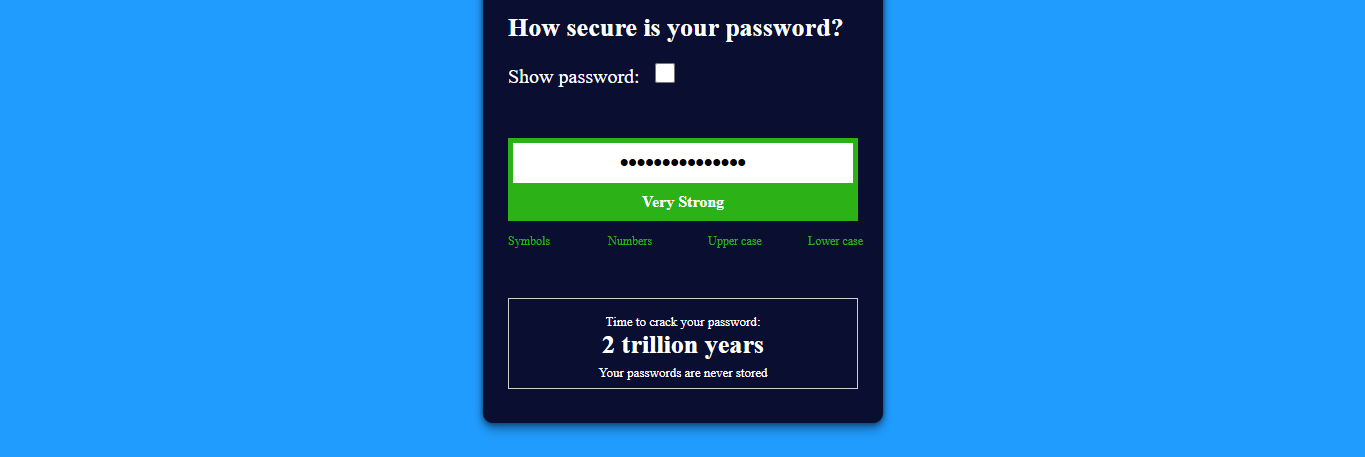 How secure is your password?
Show password:
•••••••••••••••
Very Strong
Symbols Numbers Upper case Lower case
Time to crack your password:
2 trillion years
Your passwords are never stored